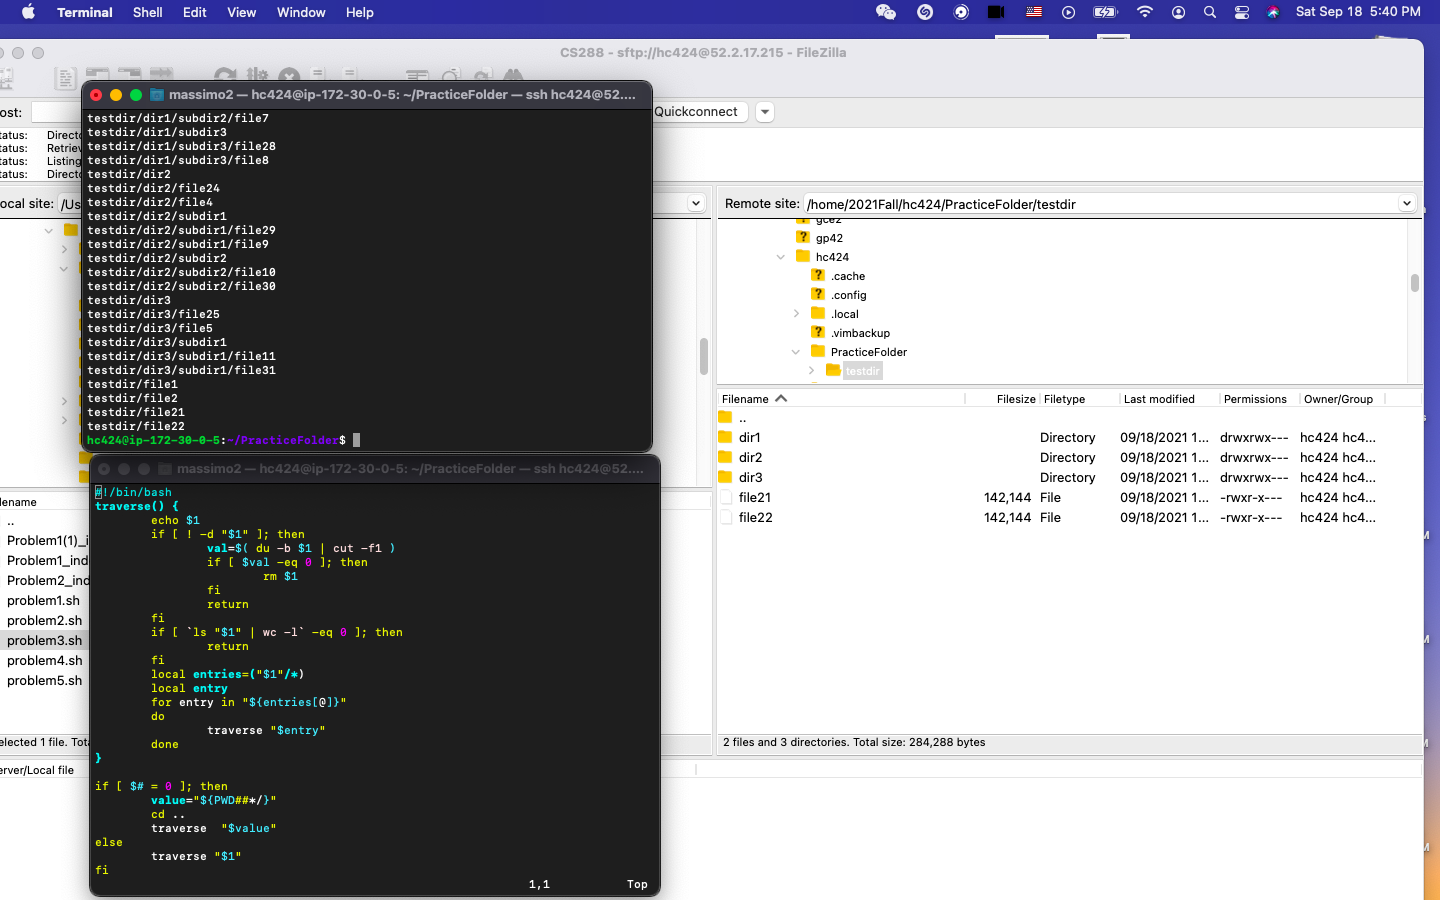 Terminal Shell Edit View Window Help Sat Sep 18 5:40 PM
CS288 - sftp://hc424@52.2.17.215 - FileZilla
massimo2 — hc424@ip-172-30-0-5: ~/PracticeFolder — ssh hc424@52....
ost: Quickconnect
testdir/dir1/subdir2/file7
testdir/dir1/subdir3
testdir/dir1/subdir3/file28
testdir/dir1/subdir3/file8
testdir/dir2
testdir/dir2/file24
testdir/dir2/file4
testdir/dir2/subdir1
testdir/dir2/subdir1/file29
testdir/dir2/subdir1/file9
testdir/dir2/subdir2
testdir/dir2/subdir2/file10
testdir/dir2/subdir2/file30
testdir/dir3
testdir/dir3/file25
testdir/dir3/file5
testdir/dir3/subdir1
testdir/dir3/subdir1/file11
testdir/dir3/subdir1/file31
testdir/file1
testdir/file2
testdir/file21
testdir/file22
hc424@ip-172-30-0-5:~/PracticeFolder$
tatus: Directo
tatus: Retriev
tatus: Listing
tatus: Directo
ocal site: /Us
Remote site: /home/2021Fall/hc424/PracticeFolder/testdir
gce2
gp42
hc424
.cache
.config
.local
.vimbackup
PracticeFolder
testdir
Filename Filesize Filetype Last modified Permissions Owner/Group
..
dir1 Directory 09/18/2021 1... drwxrwx--- hc424 hc4...
dir2 Directory 09/18/2021 1... drwxrwx--- hc424 hc4...
dir3 Directory 09/18/2021 1... drwxrwx--- hc424 hc4...
file21 142,144 File 09/18/2021 1... -rwxr-x--- hc424 hc4...
file22 142,144 File 09/18/2021 1... -rwxr-x--- hc424 hc4...
2 files and 3 directories. Total size: 284,288 bytes
lename
..
Problem1(1)_i
Problem1_ind
Problem2_ind
problem1.sh
problem2.sh
problem3.sh
problem4.sh
problem5.sh
elected 1 file. Tota
erver/Local file
massimo2 — hc424@ip-172-30-0-5: ~/PracticeFolder — ssh hc424@52....
#!/bin/bash
traverse() {
echo $1
if [ ! -d "$1" ]; then
val=$( du -b $1 | cut -f1 )
if [ $val -eq 0 ]; then
rm $1
fi
return
fi
if [ `ls "$1" | wc -l` -eq 0 ]; then
return
fi
local entries=("$1"/*)
local entry
for entry in "${entries[@]}"
do
traverse "$entry"
done
}
if [ $# = 0 ]; then
value="${PWD##*/}"
cd ..
traverse "$value"
else
traverse "$1"
fi
1,1 Top